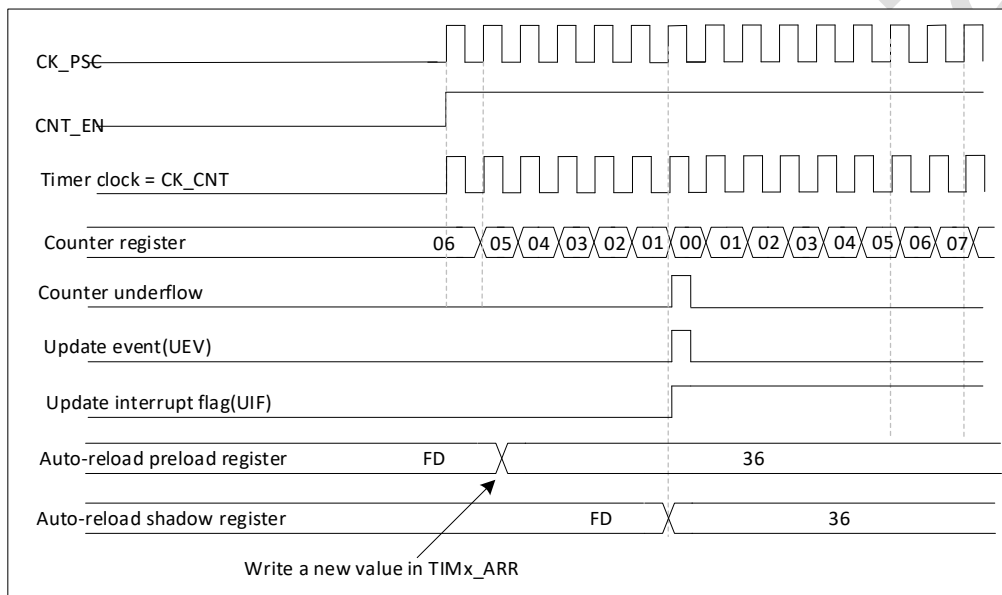 CK_PSC
CNT_EN
Timer clock = CK_CNT
Counter register 06 05 04 03 02 01 00 01 02 03 04 05 06 07
Counter underflow
Update event(UEV)
Update interrupt flag(UIF)
Auto-reload preload register FD 36
Auto-reload shadow register FD 36
Write a new value in TIMx_ARR